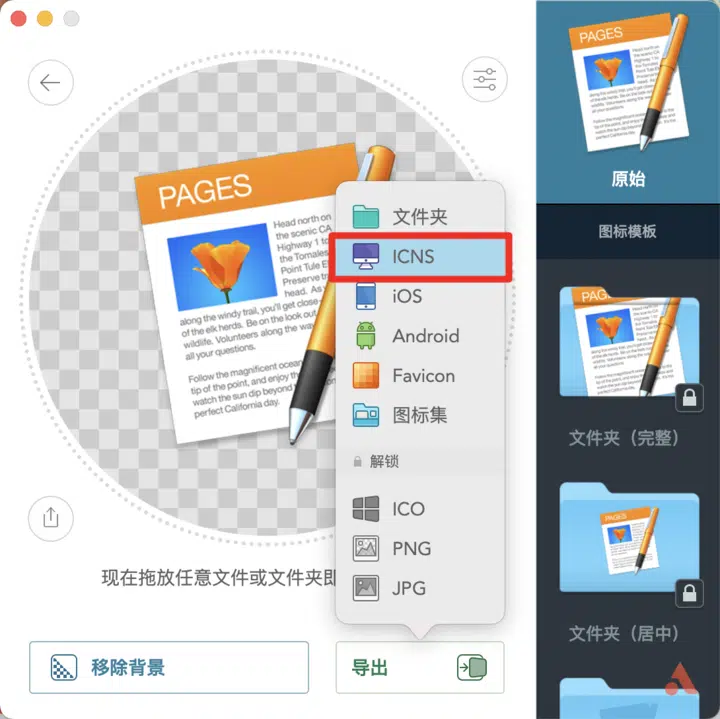 PAGES
Head north on
the scenic CA
Highway 1 to
the Tomales
Point Tule E
Preserve tr
head. As
along the windy trail, you'll get close
of the elk herds. Be on the look out
wildlife. Volunteers along the wa
all your questions.
Follow the magnificent ocean
tip of the point, and enjoy th
watch the sun dip beyond
perfect California day.
文件夹
ICNS
iOS
Android
Favicon
图标集
解锁
ICO
PNG
JPG
现在拖放任意文件或文件夹即
移除背景
导出
PAGES
原始
图标模板
PAG
文件夹（完整）
PAGES
文件夹（居中）